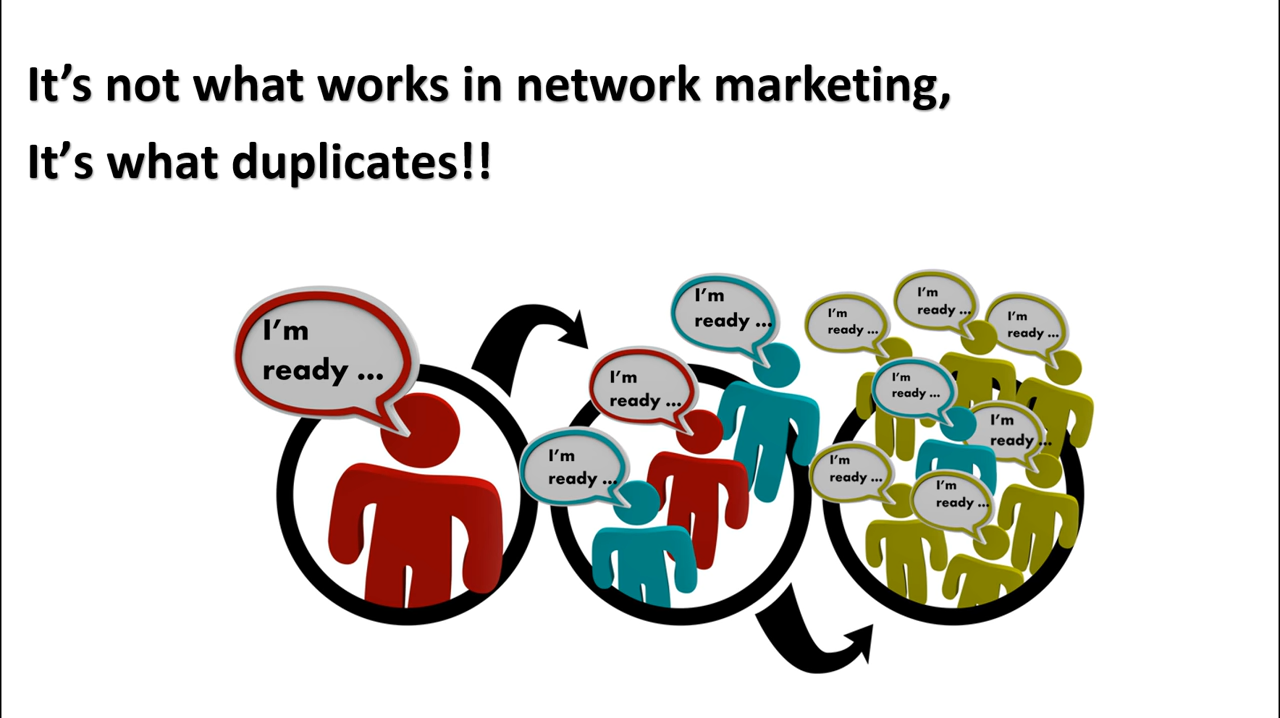 It's not what works in network marketing,
It's what duplicates!!
I'm
ready ...
I'm
ready ...
I'm
ready ...
I'm
ready ...
I'm
ready ...
I'm
ready ...
I'm
ready ...
I'm
ready ...
I'm
ready ...
I'm
ready ...
I'm
ready ...